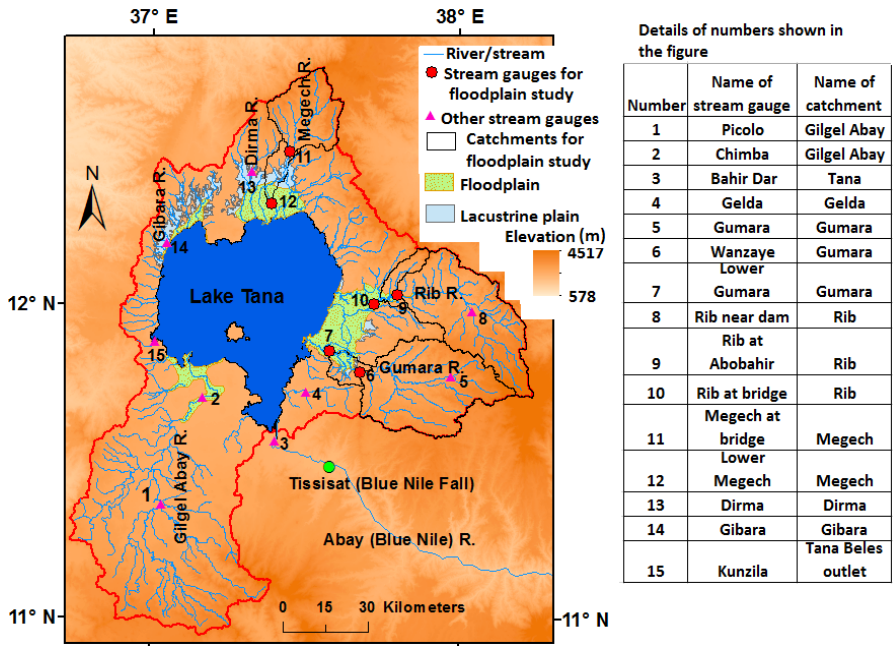 37° E
38° E
12° N
11° N
11° N
N
River/stream
Stream gauges for
floodplain study
Other stream gauges
Catchments for
floodplain study
Floodplain
Lacustrine plain
Elevation (m)
4517
578
Megech R.
Dirma R.
Gibara R.
11
13
12
14
Lake Tana
10
9
Rib R.
8
7
Gumara R.
6
5
15
2
4
3
1
Gilgel Abay R.
Tissisat (Blue Nile Fall)
Abay (Blue Nile) R.
0 15 30 Kilometers
Details of numbers shown in
the figure
Number Name of stream gauge Name of catchment
1 Picolo Gilgel Abay
2 Chimba Gilgel Abay
3 Bahir Dar Tana
4 Gelda Gelda
5 Gumara Gumara
6 Wanzaye Gumara
7 Lower Gumara Gumara
8 Rib near dam Rib
9 Rib at Abobahir Rib
10 Rib at bridge Rib
11 Megech at bridge Megech
12 Lower Megech Megech
13 Dirma Dirma
14 Gibara Gibara
15 Kunzila Tana Beles outlet